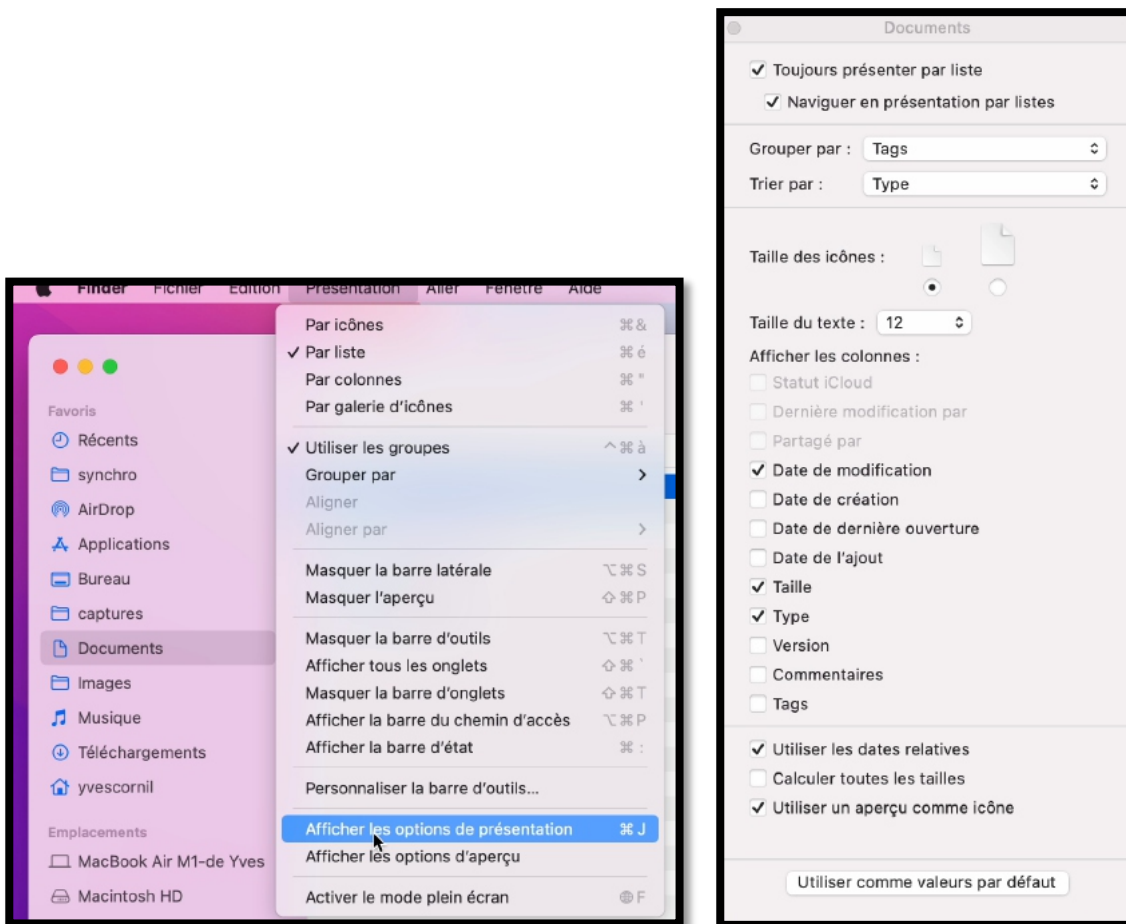 Finder Fichier Edition Présentation Aller Fenêtre Aide
Favoris
Récents
synchro
AirDrop
Applications
Bureau
captures
Documents
Images
Musique
Téléchargements
yvescornil
Emplacements
MacBook Air M1-de Yves
Macintosh HD
Par icônes ⌘ &
✓ Par liste ⌘ é
Par colonnes ⌘ "
Par galerie d'icônes ⌘ '
✓ Utiliser les groupes ^ ⌘ à
Grouper par >
Aligner
Aligner par >
Masquer la barre latérale ⌥ ⌘ S
Masquer l'aperçu ⇧ ⌘ P
Masquer la barre d'outils ⌥ ⌘ T
Afficher tous les onglets ⇧ ⌘ `
Masquer la barre d'onglets ⇧ ⌘ T
Afficher la barre du chemin d'accès ⌥ ⌘ P
Afficher la barre d'état ⌘ :
Personnaliser la barre d'outils...
Afficher les options de présentation ⌘ J
Afficher les options d'aperçu
Activer le mode plein écran 🌐 F
Documents
Toujours présenter par liste
Naviguer en présentation par listes
Grouper par : Tags
Trier par : Type
Taille des icônes :
Taille du texte : 12
Afficher les colonnes :
Statut iCloud
Dernière modification par
Partagé par
Date de modification
Date de création
Date de dernière ouverture
Date de l'ajout
Taille
Type
Version
Commentaires
Tags
Utiliser les dates relatives
Calculer toutes les tailles
Utiliser un aperçu comme icône
Utiliser comme valeurs par défaut